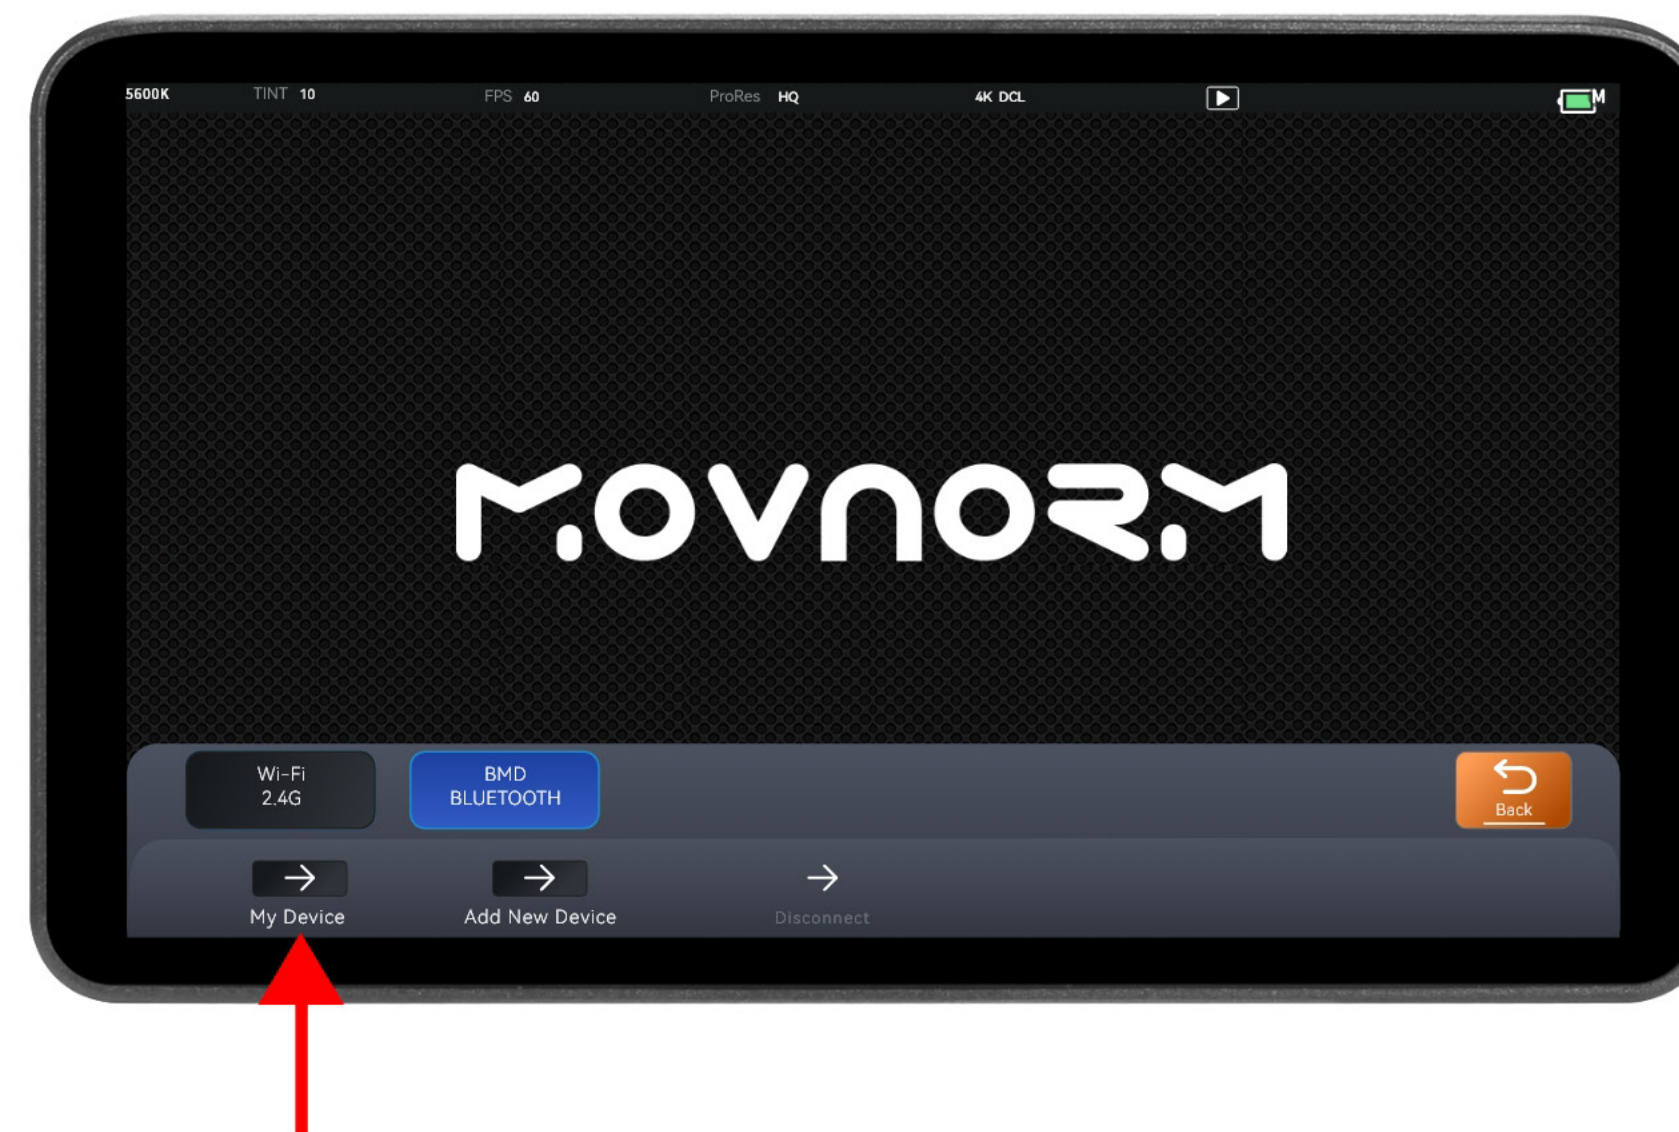 5600K TINT 10 FPS 60 ProRes HQ 4K DCL M
MOVNORM
Wi-Fi
2.4G
BMD
BLUETOOTH
Back
My Device Add New Device Disconnect